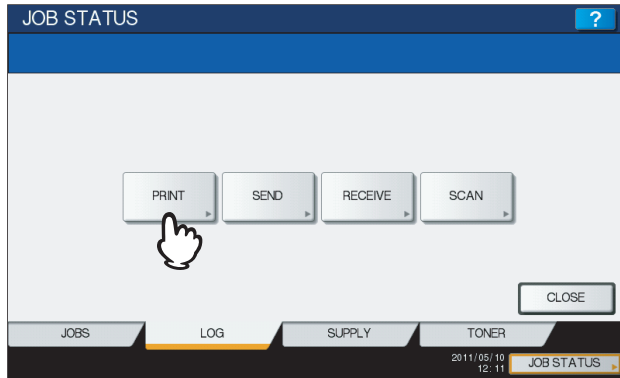 JOB STATUS ?
PRINT SEND RECEIVE SCAN
CLOSE
JOBS LOG SUPPLY TONER
2011/05/10
12:11 JOB STATUS